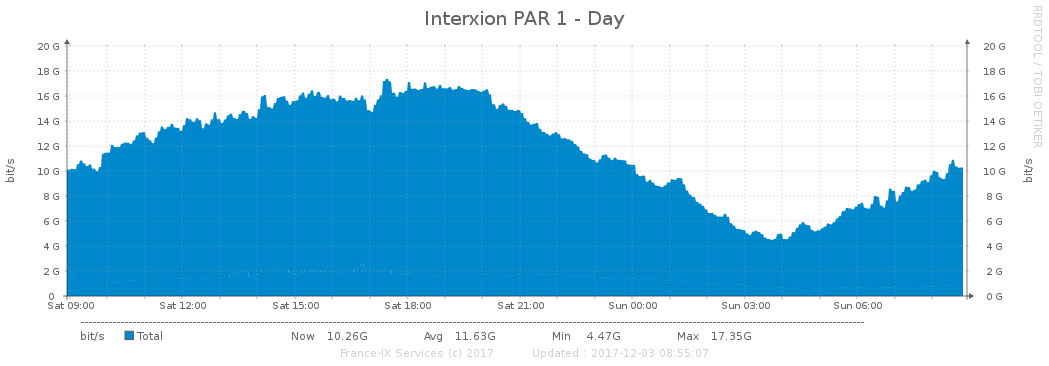 Interxion PAR 1 - Day
RRDTOOL / TOBI OETIKER
20 G 20 G
18 G 18 G
16 G 16 G
14 G 14 G
12 G 12 G
10 G 10 G
8 G 8 G
6 G 6 G
4 G 4 G
2 G 2 G
0 0 G
bit/s
bit/s
Sat 09:00 Sat 12:00 Sat 15:00 Sat 18:00 Sat 21:00 Sun 00:00 Sun 03:00 Sun 06:00
bit/s Total Now 10.26G Avg 11.63G Min 4.47G Max 17.35G
France-IX Services (c) 2017 Updated : 2017-12-03 08:55:07